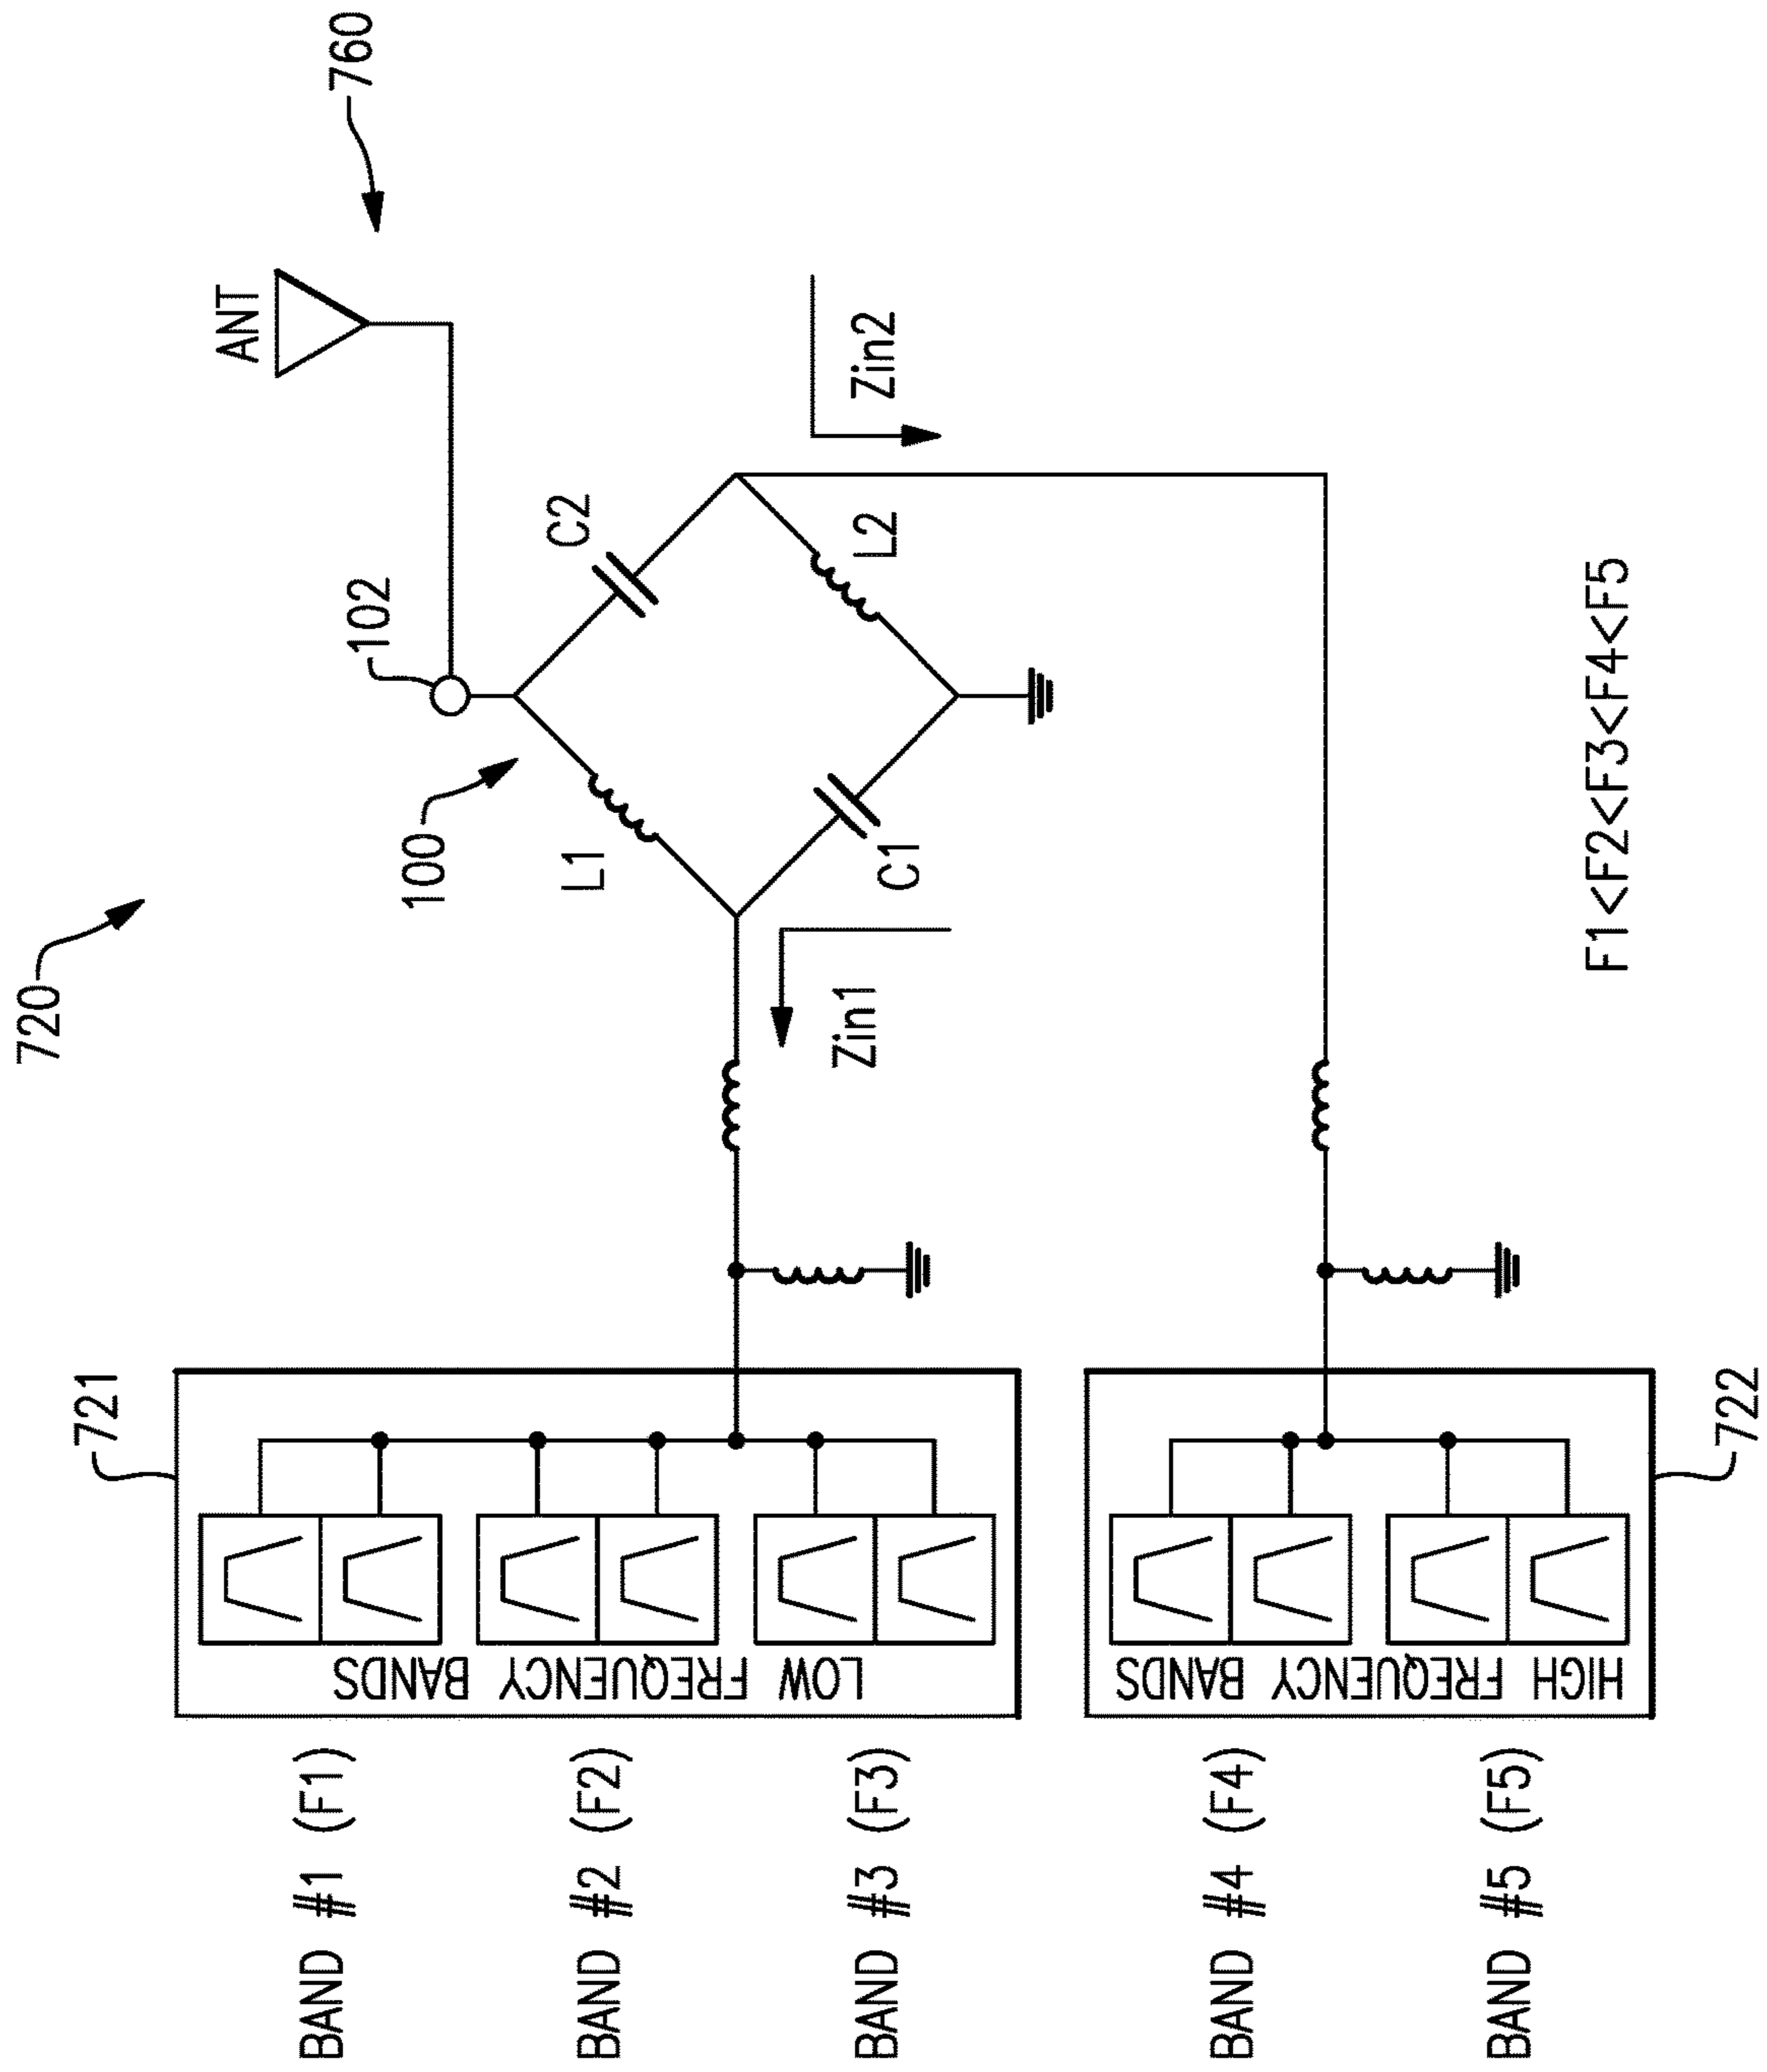 720
760
ANT
102
100
C2
L1
L2
C1
Zin2
Zin1
721
LOW FREQUENCY BANDS
BAND #1 (F1)
BAND #2 (F2)
BAND #3 (F3)
722
HIGH FREQUENCY BANDS
BAND #4 (F4)
BAND #5 (F5)
F1<F2<F3<F4<F5